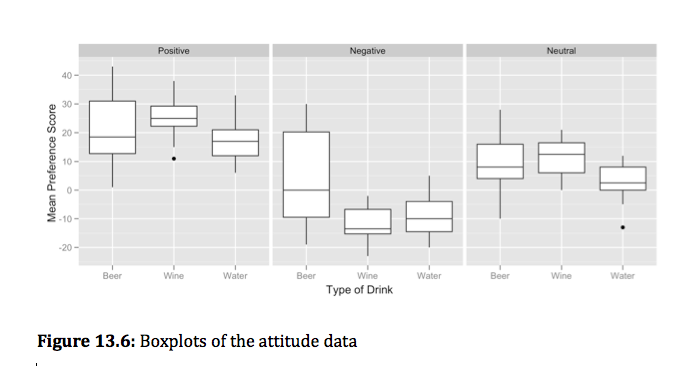 Positive Negative Neutral
Mean Preference Score
40
30
20
10
0
-10
-20
Beer Wine Water Beer Wine Water Beer Wine Water
Type of Drink
Figure 13.6: Boxplots of the attitude data